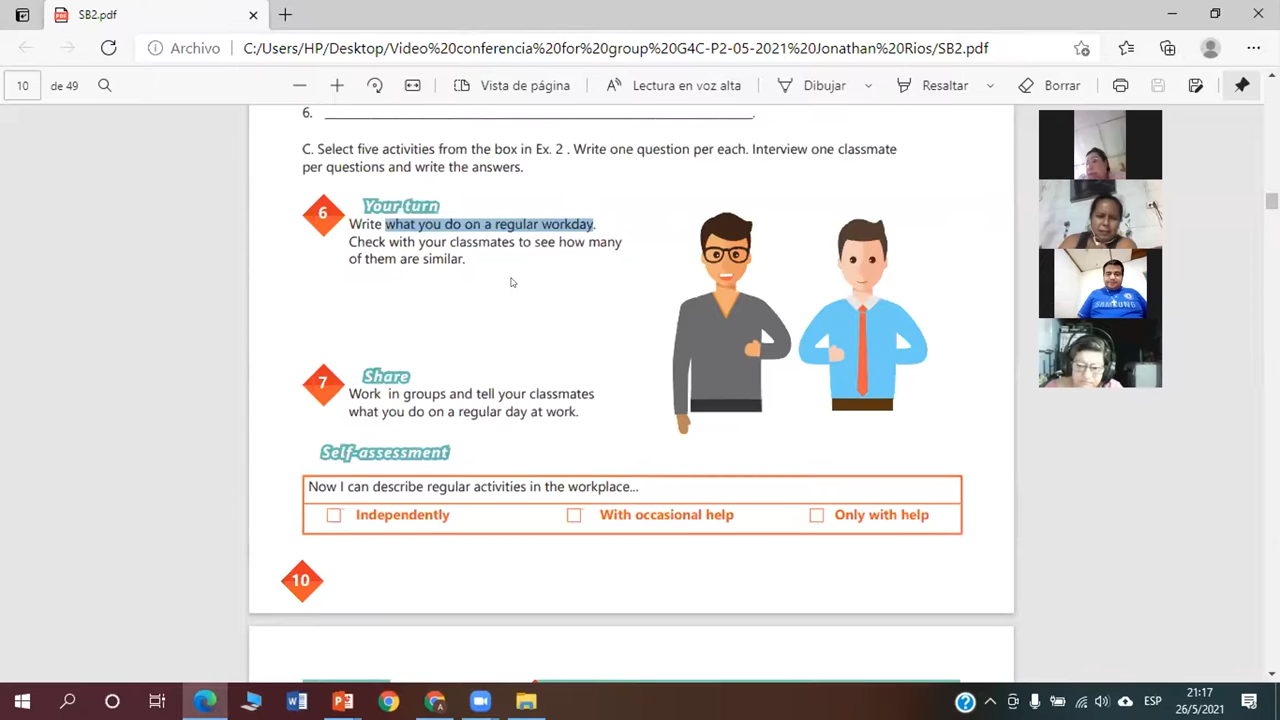 SB2.pdf
Archivo
C:/Users/HP/Desktop/Video%20conferencia%20for%20group%20G4C-P2-05-2021%20Jonathan%20Rios/SB2.pdf
10
de 49
Vista de página
Lectura en voz alta
Dibujar
Resaltar
Borrar
6. ____________________________________________.
C. Select five activities from the box in Ex. 2 . Write one question per each. Interview one classmate
per questions and write the answers.
6
Your turn
Write what you do on a regular workday.
Check with your classmates to see how many
of them are similar.
7
Share
Work in groups and tell your classmates
what you do on a regular day at work.
Self-assessment
Now I can describe regular activities in the workplace...
Independently
With occasional help
Only with help
10
SAMSUNG
ESP
21:17
26/5/2021